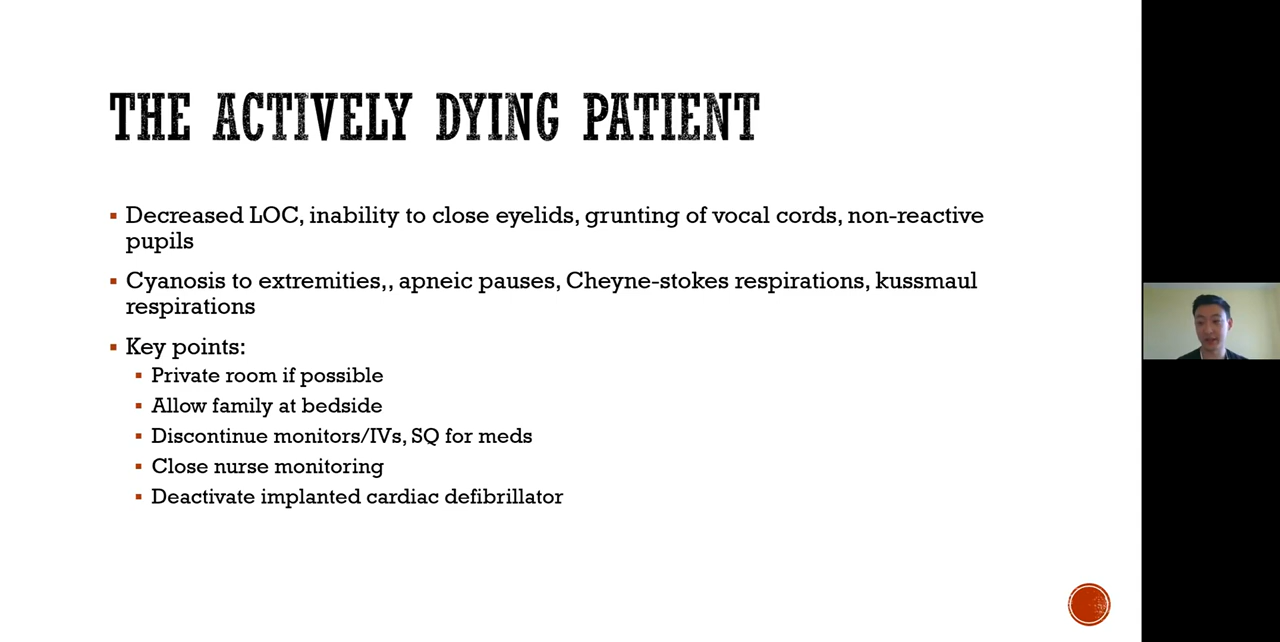 THE ACTIVELY DYING PATIENT
Decreased LOC, inability to close eyelids, grunting of vocal cords, non-reactive
pupils
Cyanosis to extremities,, apneic pauses, Cheyne-stokes respirations, kussmaul
respirations
Key points:
Private room if possible
Allow family at bedside
Discontinue monitors/IVs, SQ for meds
Close nurse monitoring
Deactivate implanted cardiac defibrillator